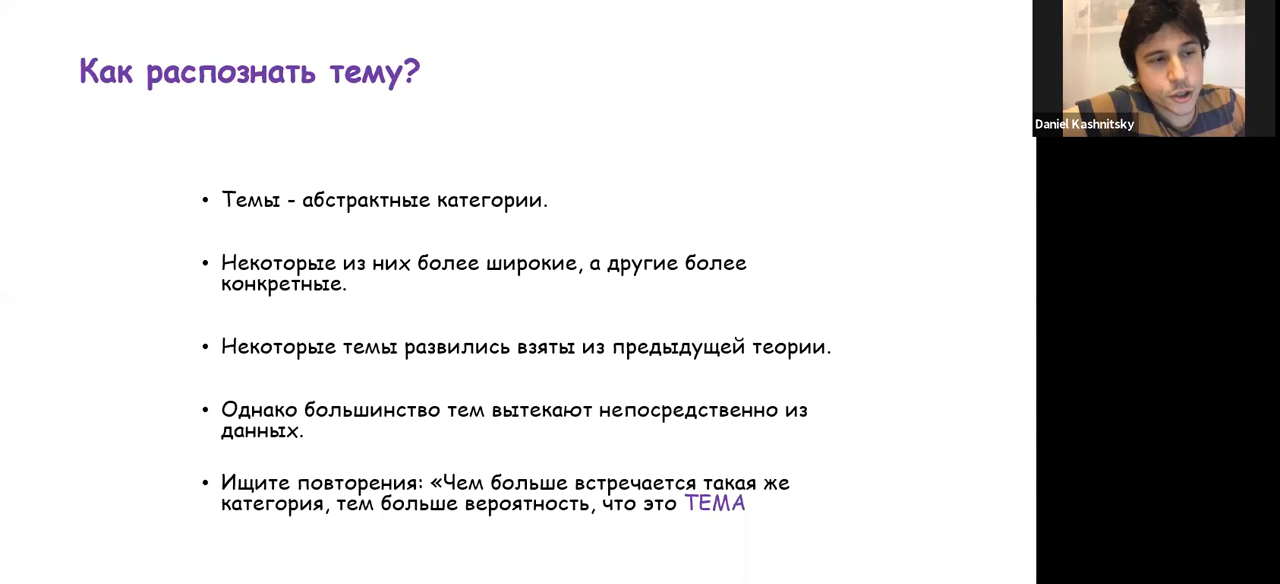 Как распознать тему?
Daniel Kashnitsky
• Темы - абстрактные категории.
• Некоторые из них более широкие, а другие более
конкретные.
• Некоторые темы развились взяты из предыдущей теории.
• Однако большинство тем вытекают непосредственно из
данных.
• Ищите повторения: «Чем больше встречается такая же
категория, тем больше вероятность, что это ТЕМА